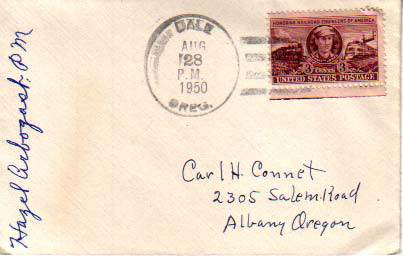 DALE
AUG
28
P.M.
1950
OREG.
HONORING RAILROAD ENGINEERS OF AMERICA
3 CENTS 3
UNITED STATES POSTAGE
Hazel Arbogast, P.M
Carl H. Connet
2305 Salem Road
Albany Oregon